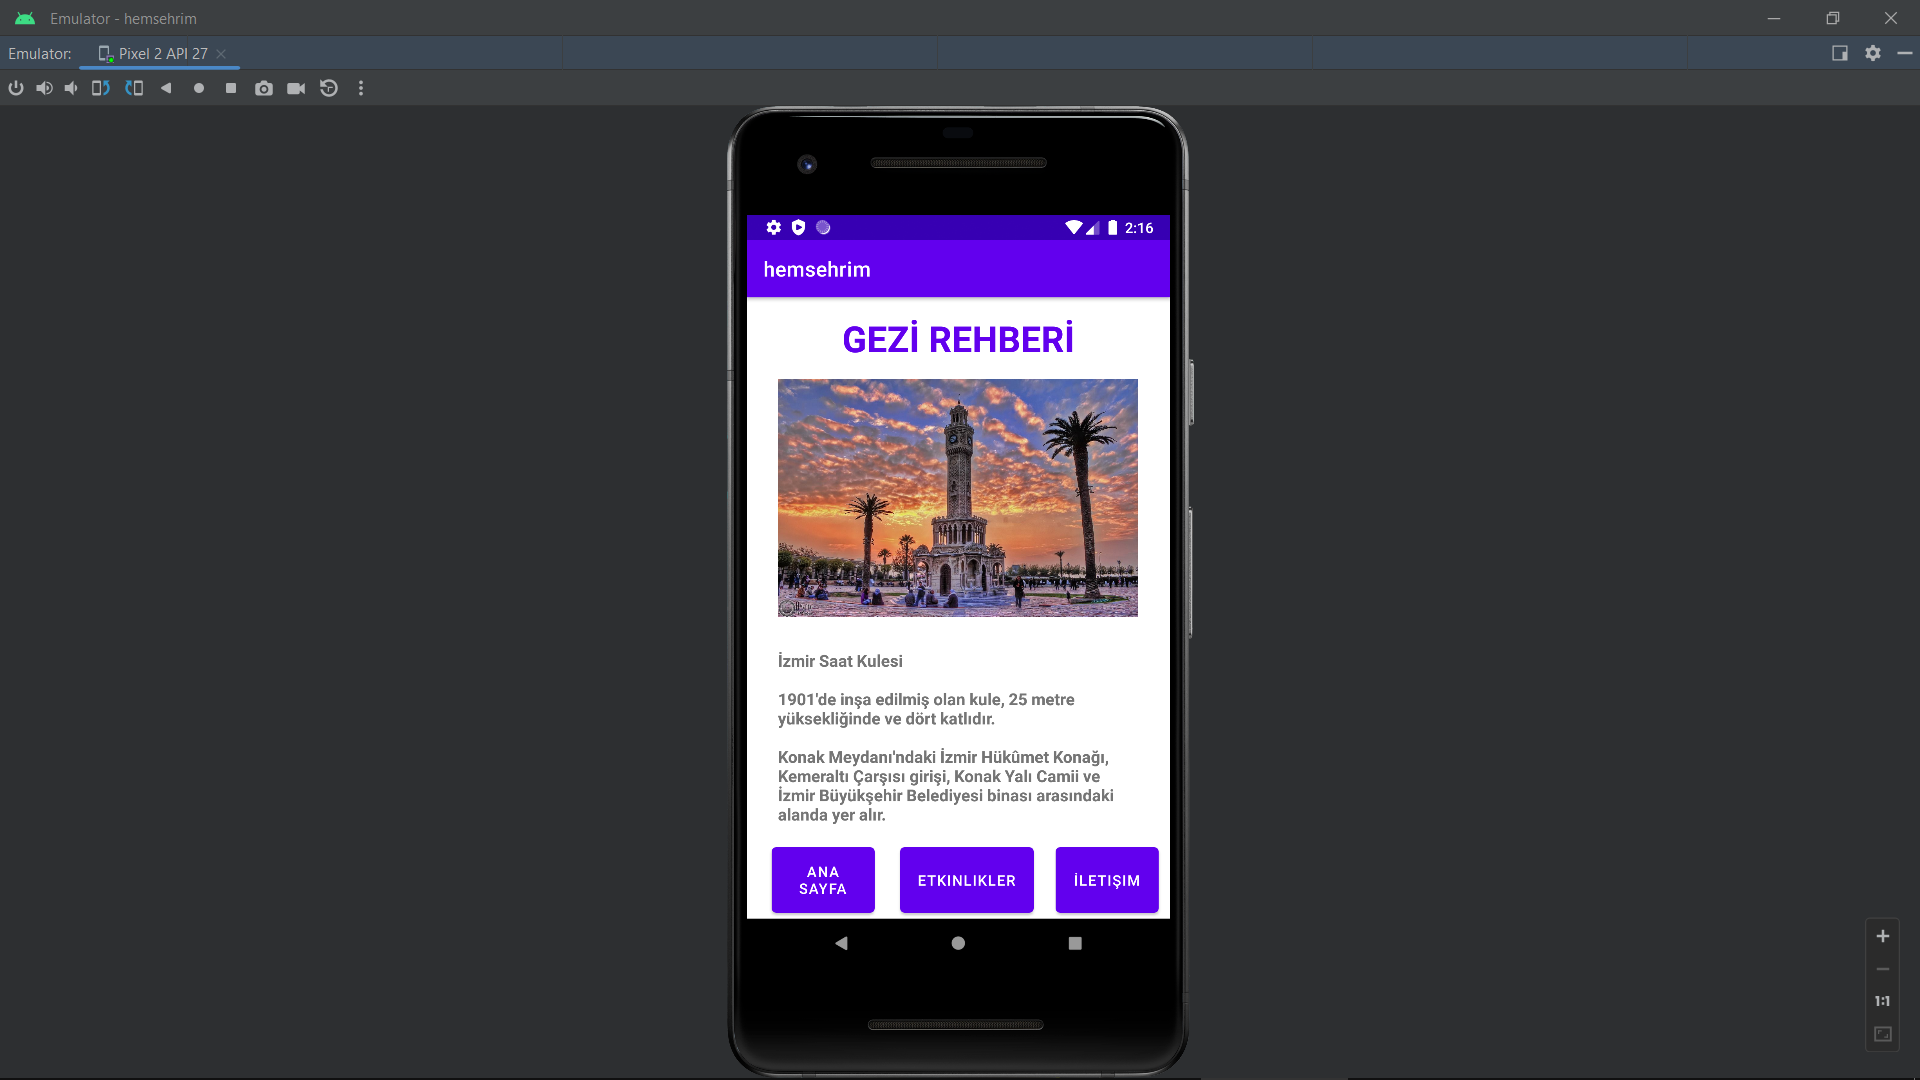 Emulator - hemsehrim
Emulator:
Pixel 2 API 27
2:16
hemsehrim
GEZİ REHBERİ
İzmir Saat Kulesi
1901'de inşa edilmiş olan kule, 25 metre
yüksekliğinde ve dört katlıdır.
Konak Meydanı'ndaki İzmir Hükûmet Konağı,
Kemeraltı Çarşısı girişi, Konak Yalı Camii ve
İzmir Büyükşehir Belediyesi binası arasındaki
alanda yer alır.
ANA
SAYFA
ETKINLIKLER
İLETIŞIM
1:1